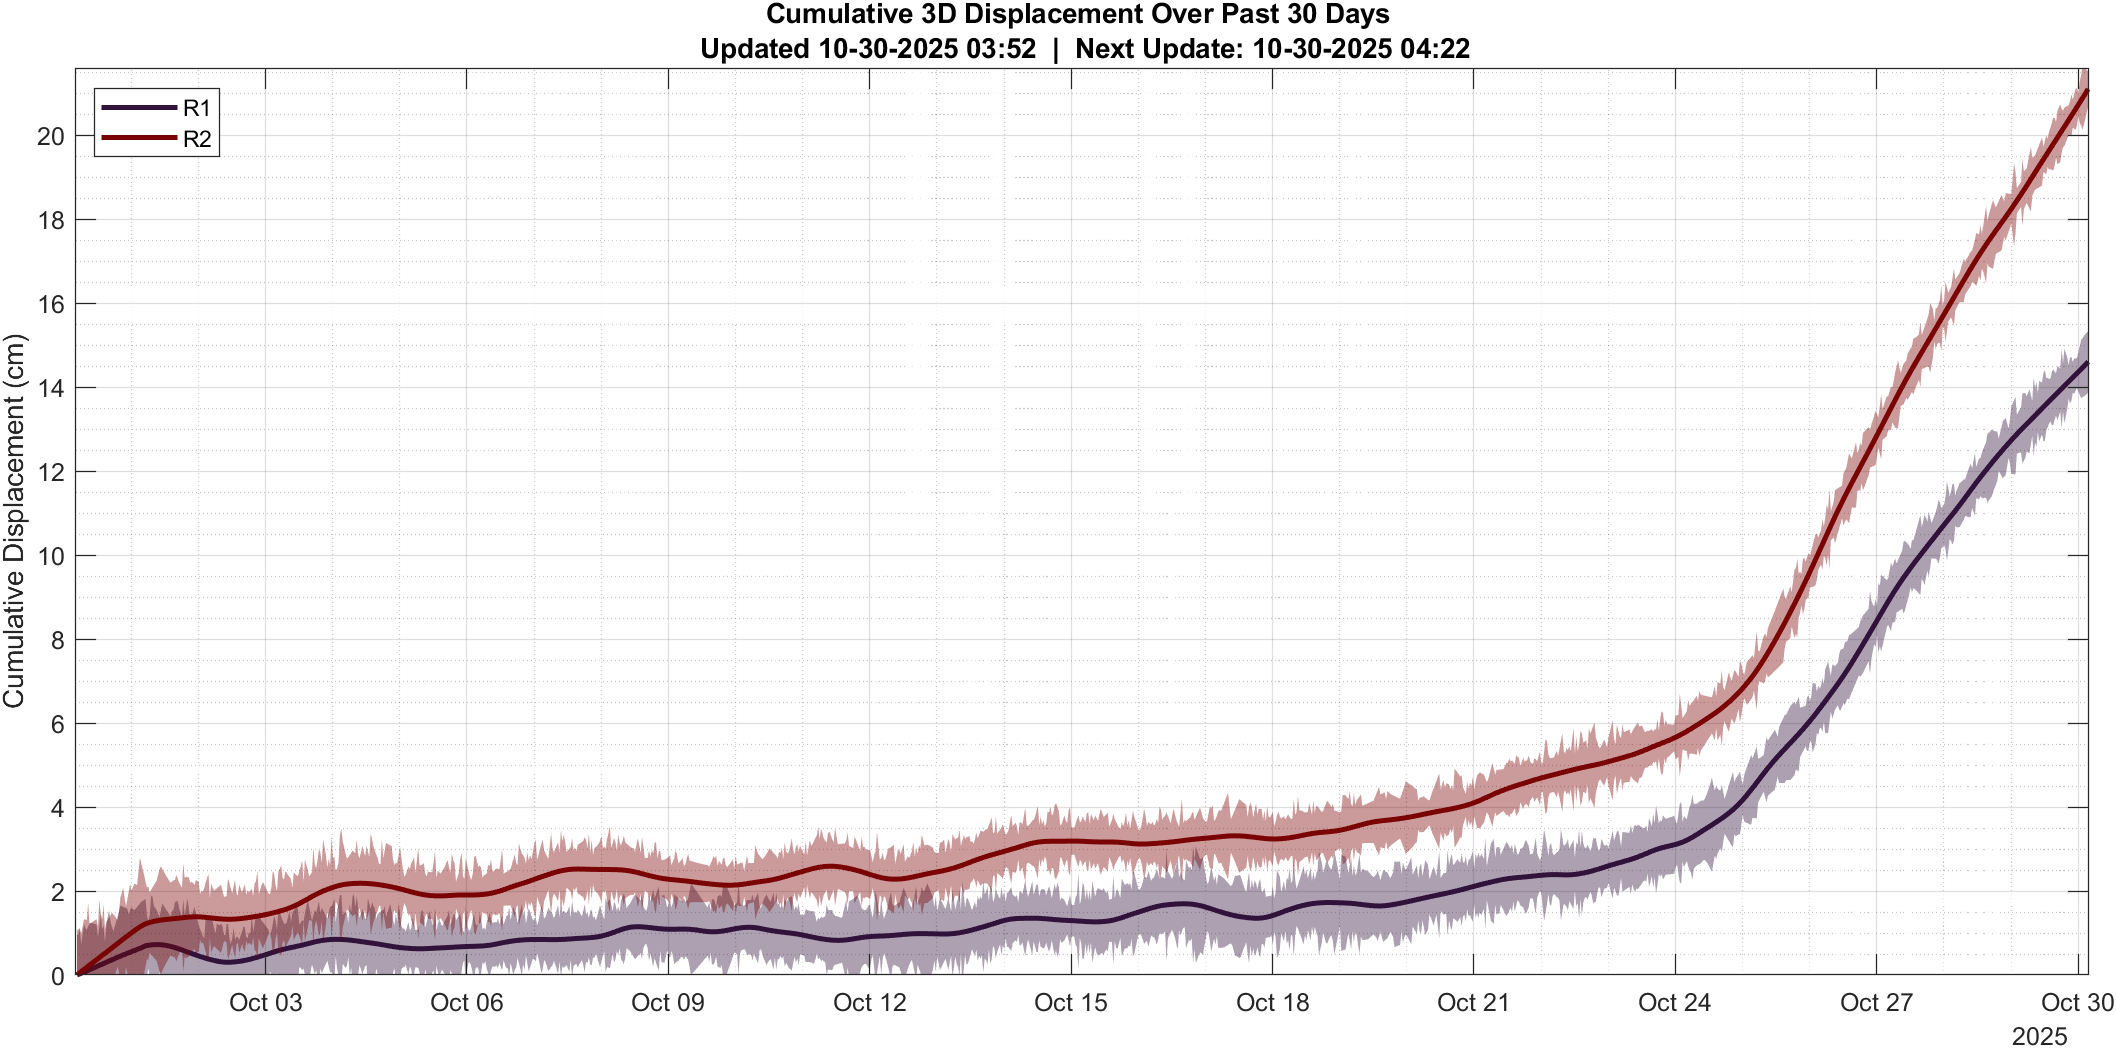 Cumulative 3D Displacement Over Past 30 Days
Updated 10-30-2025 03:52 | Next Update: 10-30-2025 04:22
R1
R2
Cumulative Displacement (cm)
20
18
16
14
12
10
8
6
4
2
0
Oct 03 Oct 06 Oct 09 Oct 12 Oct 15 Oct 18 Oct 21 Oct 24 Oct 27 Oct 30
2025